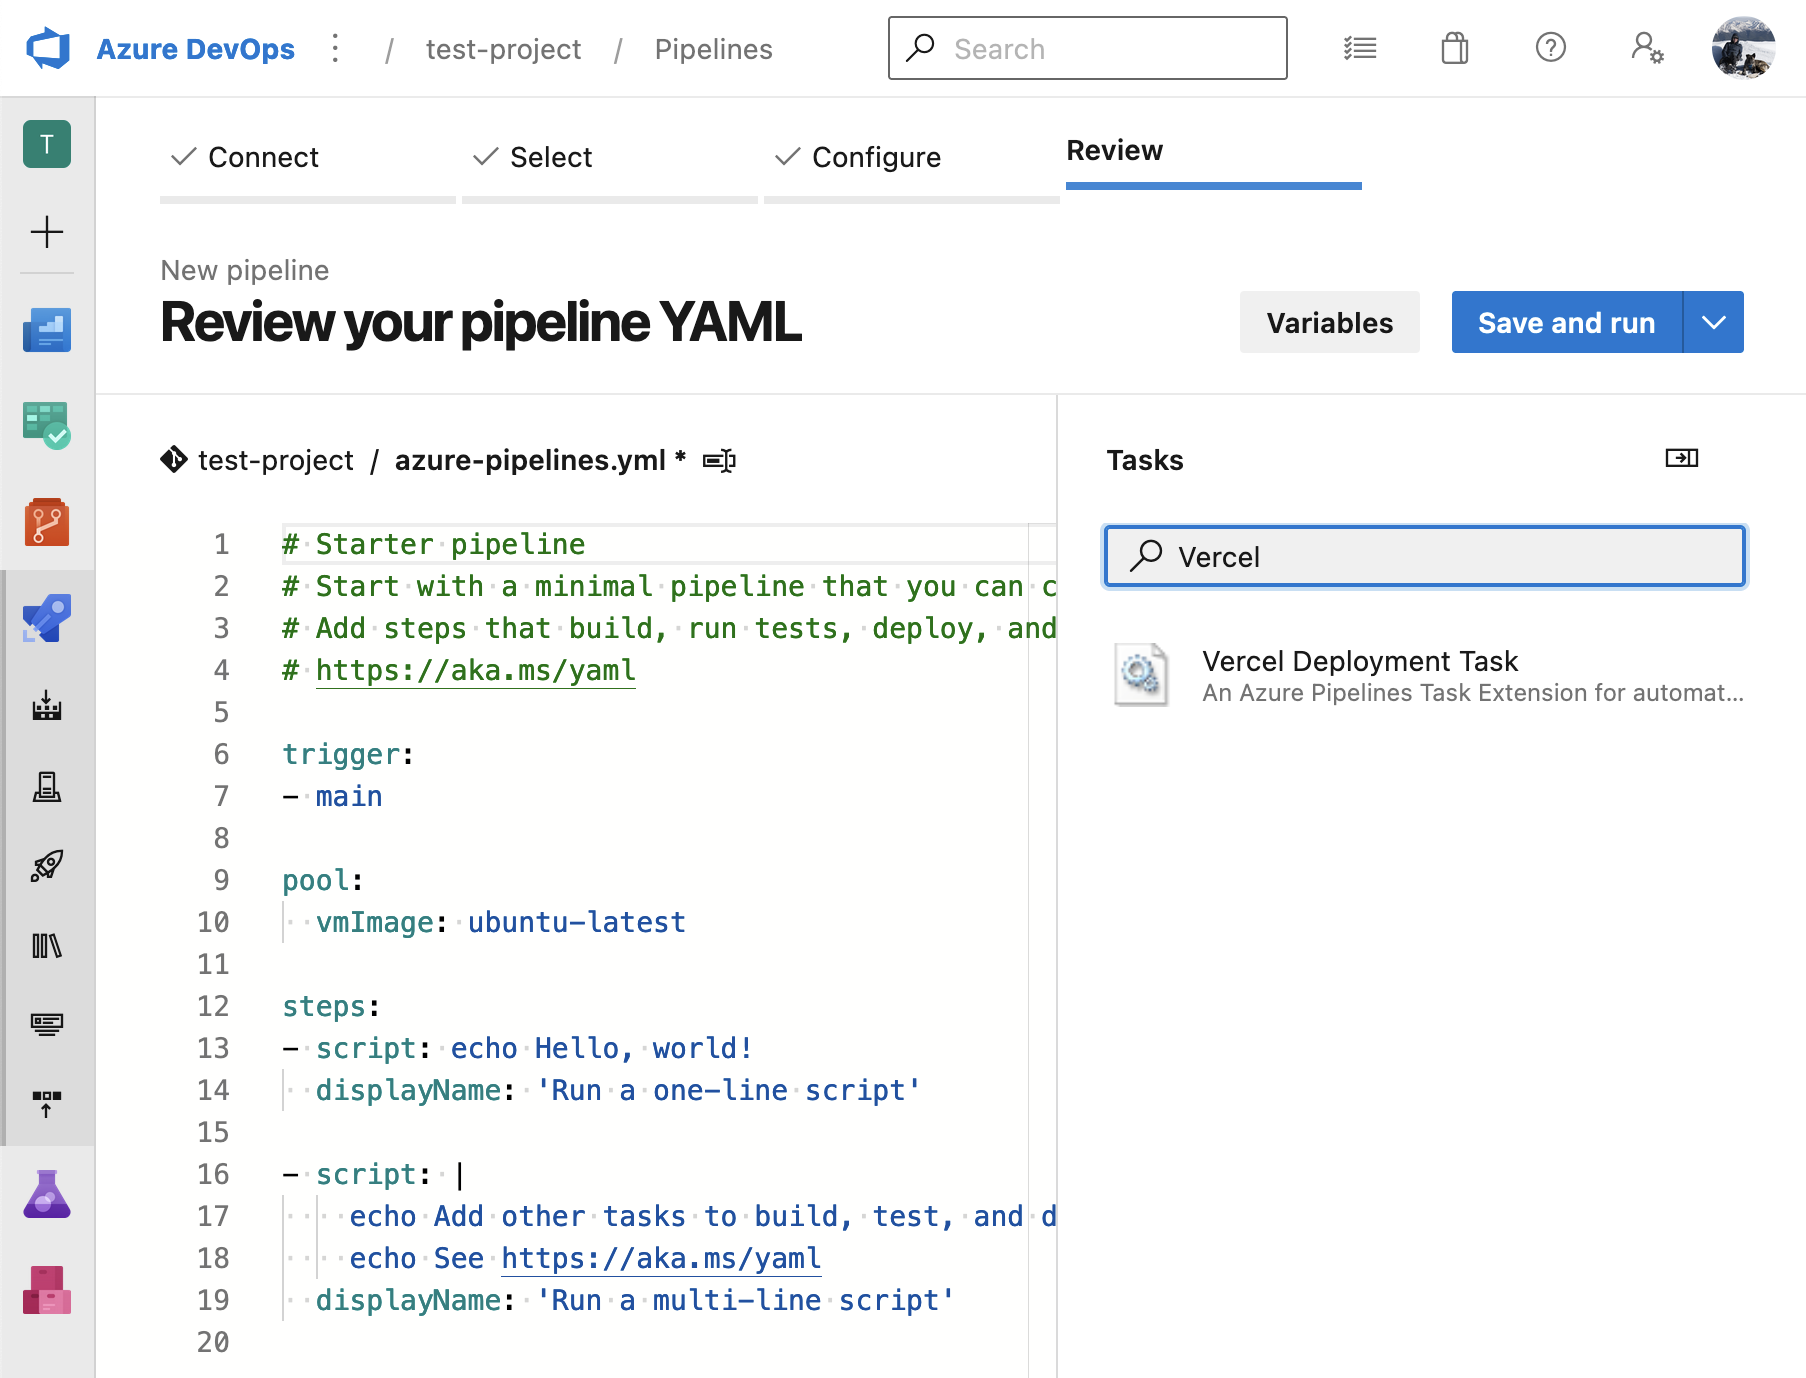 Azure DevOps / test-project / Pipelines
Search
T
Connect
Select
Configure
Review
New pipeline
Review your pipeline YAML
Variables
Save and run
test-project / azure-pipelines.yml *
1 # Starter pipeline
2 # Start with a minimal pipeline that you can c
3 # Add steps that build, run tests, deploy, and
4 # https://aka.ms/yaml
5
6 trigger:
7 - main
8
9 pool:
10 vmImage: ubuntu-latest
11
12 steps:
13 - script: echo Hello, world!
14 displayName: 'Run a one-line script'
15
16 - script: |
17 echo Add other tasks to build, test, and d
18 echo See https://aka.ms/yaml
19 displayName: 'Run a multi-line script'
20
Tasks
Vercel
Vercel Deployment Task
An Azure Pipelines Task Extension for automat...